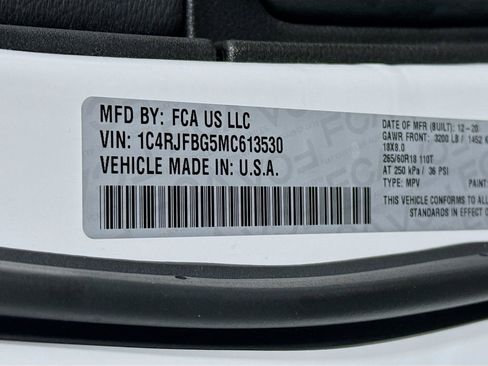 MFD BY: FCA US LLC
VIN: 1C4RJFBG5MC613530
VEHICLE MADE IN: U.S.A.
DATE OF MFR (BUILT): 12-20
GAWR FRONT: 3200 LB / 1452
18X8.0
265/60R18 110T
AT 250 kPa / 36 PSI
TYPE: MPV PAINT:
VEHICLE CONFORMS TO ALL
STANDARDS IN EFFECT O